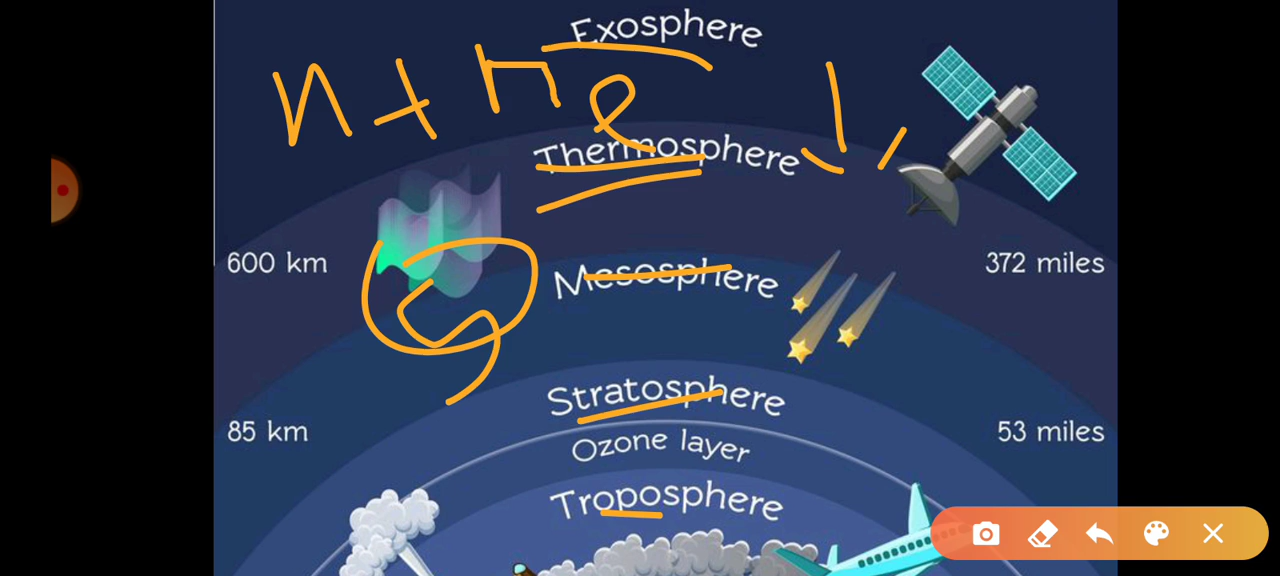 Exosphere
Thermosphere
600 km
372 miles
Mesosphere
Stratosphere
85 km
53 miles
Ozone layer
Troposphere